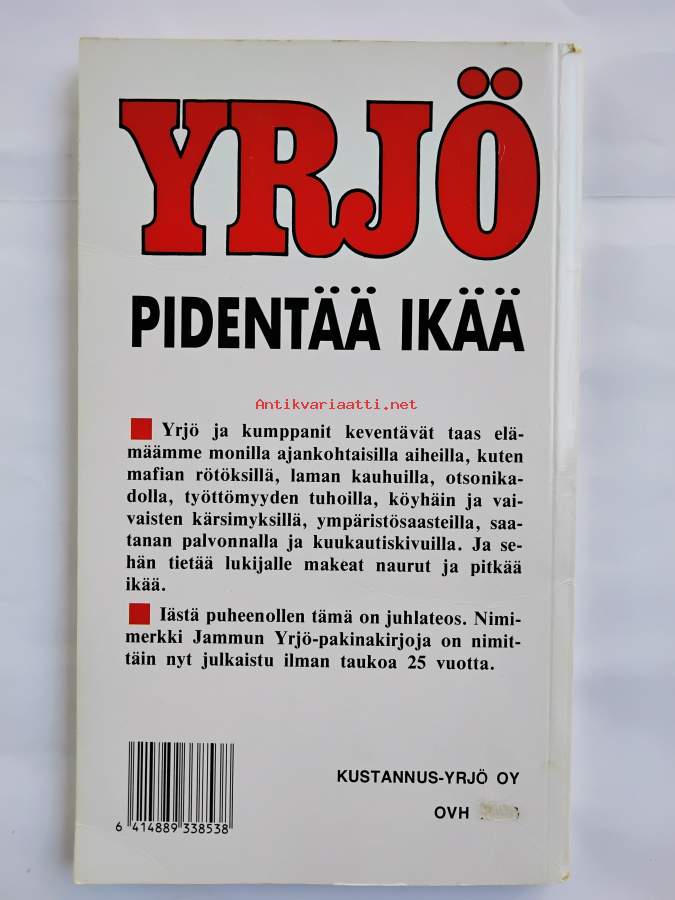 YRJÖ
PIDENTÄÄ IKÄÄ
Antikvariaatti.net
Yrjö ja kumppanit keventävät taas elä-
määmme monilla ajankohtaisilla aiheilla, kuten
mafian rötöksillä, laman kauhuilla, otsonika-
dolla, työttömyyden tuhoilla, köyhäin ja vai-
vaisten kärsimyksillä, ympäristösaasteilla, saa-
tanan palvonnalla ja kuukautiskivuilla. Ja se-
hän tietää lukijalle makeat naurut ja pitkää
ikää.
Iästä puheenollen tämä on juhlateos. Nimi-
merkki Jammun Yrjö-pakinakirjoja on nimit-
täin nyt julkaistu ilman taukoa 25 vuotta.
KUSTANNUS-YRJÖ OY
OVH
6 414889 338538